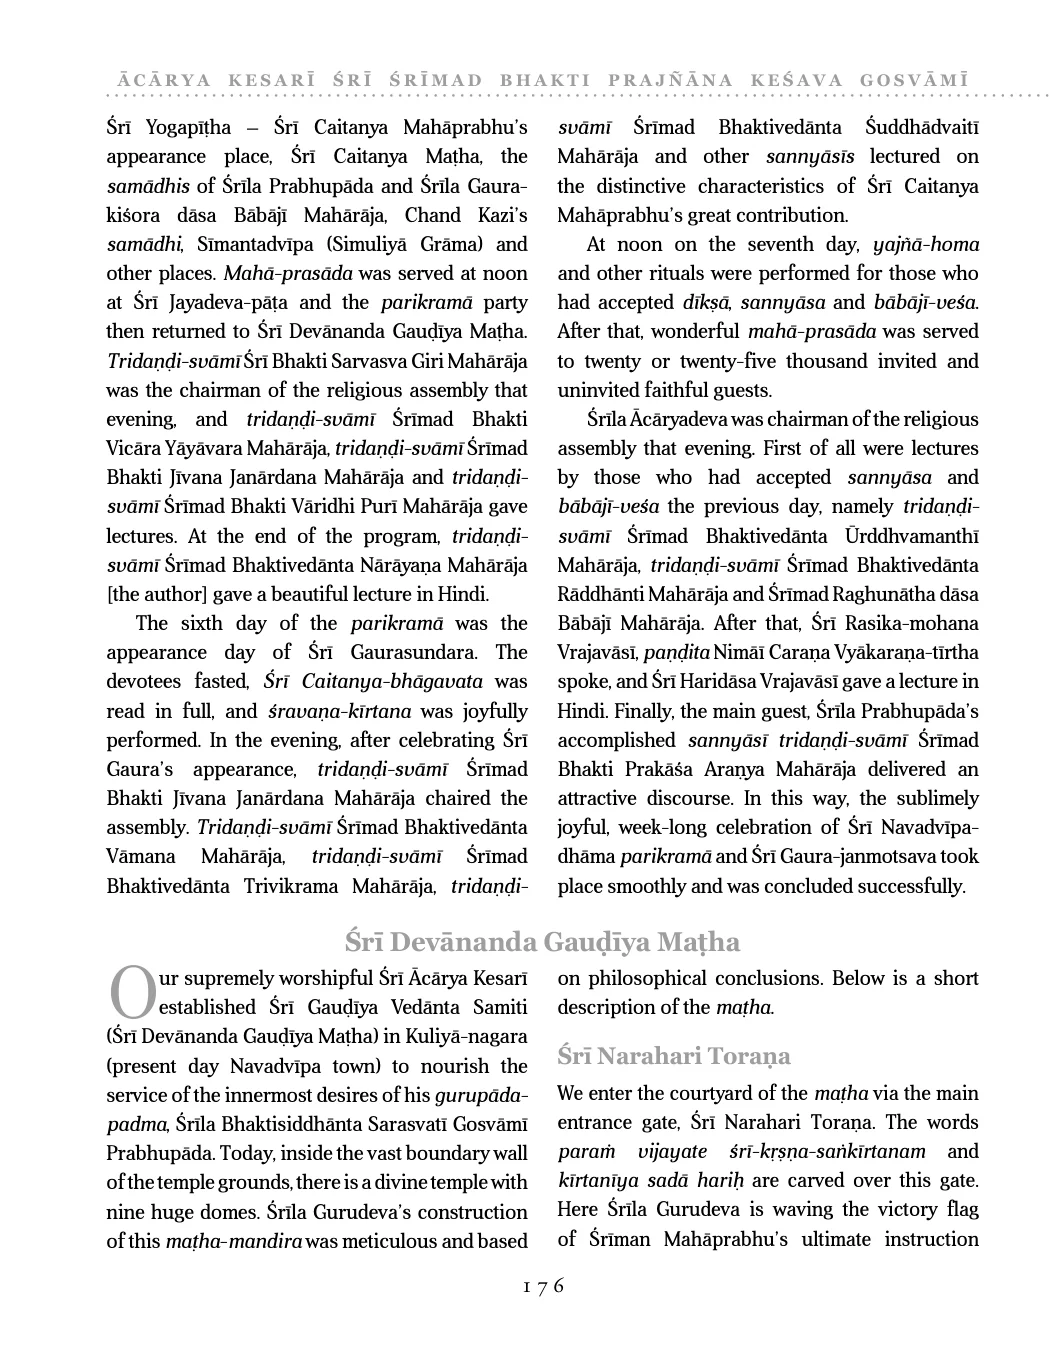 ĀCĀRYA KESARĪ ŚRĪ ŚRĪMAD BHAKTI PRAJÑĀNA KEŚAVA GOSVĀMĪ
Śrī Yogapīṭha – Śrī Caitanya Mahāprabhu’s
appearance place, Śrī Caitanya Maṭha, the
samādhis of Śrīla Prabhupāda and Śrīla Gaura-
kiśora dāsa Bābājī Mahārāja, Chand Kazi’s
samādhi, Sīmantadvīpa (Simuliyā Grāma) and
other places. Mahā-prasāda was served at noon
at Śrī Jayadeva-pāṭa and the parikramā party
then returned to Śrī Devānanda Gauḍīya Maṭha.
Tridaṇḍi-svāmī Śrī Bhakti Sarvasva Giri Mahārāja
was the chairman of the religious assembly that
evening, and tridaṇḍi-svāmī Śrīmad Bhakti
Vicāra Yāyāvara Mahārāja, tridaṇḍi-svāmī Śrīmad
Bhakti Jīvana Janārdana Mahārāja and tridaṇḍi-
svāmī Śrīmad Bhakti Vāridhi Purī Mahārāja gave
lectures. At the end of the program, tridaṇḍi-
svāmī Śrīmad Bhaktivedānta Nārāyaṇa Mahārāja
[the author] gave a beautiful lecture in Hindi.
The sixth day of the parikramā was the
appearance day of Śrī Gaurasundara. The
devotees fasted, Śrī Caitanya-bhāgavata was
read in full, and śravaṇa-kīrtana was joyfully
performed. In the evening, after celebrating Śrī
Gaura’s appearance, tridaṇḍi-svāmī Śrīmad
Bhakti Jīvana Janārdana Mahārāja chaired the
assembly. Tridaṇḍi-svāmī Śrīmad Bhaktivedānta
Vāmana Mahārāja, tridaṇḍi-svāmī Śrīmad
Bhaktivedānta Trivikrama Mahārāja, tridaṇḍi-
svāmī Śrīmad Bhaktivedānta Śuddhādvaitī
Mahārāja and other sannyāsīs lectured on
the distinctive characteristics of Śrī Caitanya
Mahāprabhu’s great contribution.
At noon on the seventh day, yajñā-homa
and other rituals were performed for those who
had accepted dīkṣā, sannyāsa and bābājī-veśa.
After that, wonderful mahā-prasāda was served
to twenty or twenty-five thousand invited and
uninvited faithful guests.
Śrīla Ācāryadeva was chairman of the religious
assembly that evening. First of all were lectures
by those who had accepted sannyāsa and
bābājī-veśa the previous day, namely tridaṇḍi-
svāmī Śrīmad Bhaktivedānta Ūrddhvamanthī
Mahārāja, tridaṇḍi-svāmī Śrīmad Bhaktivedānta
Rāddhānti Mahārāja and Śrīmad Raghunātha dāsa
Bābājī Mahārāja. After that, Śrī Rasika-mohana
Vrajavāsī, paṇḍita Nimāī Caraṇa Vyākaraṇa-tīrtha
spoke, and Śrī Haridāsa Vrajavāsī gave a lecture in
Hindi. Finally, the main guest, Śrīla Prabhupāda’s
accomplished sannyāsī tridaṇḍi-svāmī Śrīmad
Bhakti Prakāśa Araṇya Mahārāja delivered an
attractive discourse. In this way, the sublimely
joyful, week-long celebration of Śrī Navadvīpa-
dhāma parikramā and Śrī Gaura-janmotsava took
place smoothly and was concluded successfully.
Śrī Devānanda Gauḍīya Maṭha
Our supremely worshipful Śrī Ācārya Kesarī
established Śrī Gauḍīya Vedānta Samiti
(Śrī Devānanda Gauḍīya Maṭha) in Kuliyā-nagara
(present day Navadvīpa town) to nourish the
service of the innermost desires of his gurupāda-
padma, Śrīla Bhaktisiddhānta Sarasvatī Gosvāmī
Prabhupāda. Today, inside the vast boundary wall
of the temple grounds, there is a divine temple with
nine huge domes. Śrīla Gurudeva’s construction
of this maṭha-mandira was meticulous and based
on philosophical conclusions. Below is a short
description of the maṭha.
Śrī Narahari Toraṇa
We enter the courtyard of the maṭha via the main
entrance gate, Śrī Narahari Toraṇa. The words
paraṁ vijayate śrī-kṛṣṇa-saṅkīrtanam and
kīrtanīya sadā hariḥ are carved over this gate.
Here Śrīla Gurudeva is waving the victory flag
of Śrīman Mahāprabhu’s ultimate instruction
176